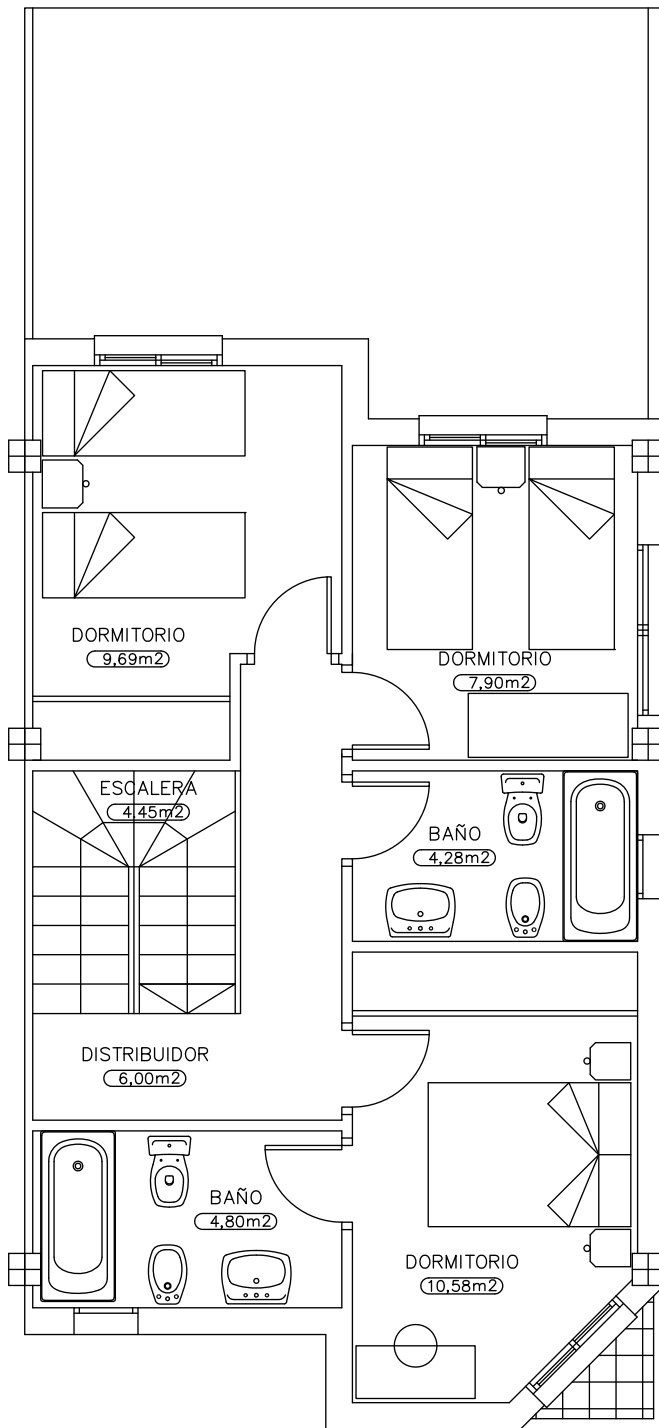 DORMITORIO
9,69m2
DORMITORIO
7,90m2
ESCALERA
4.45m2
BAÑO
4,28m2
DISTRIBUIDOR
6,00m2
BAÑO
4,80m2
DORMITORIO
10,58m2